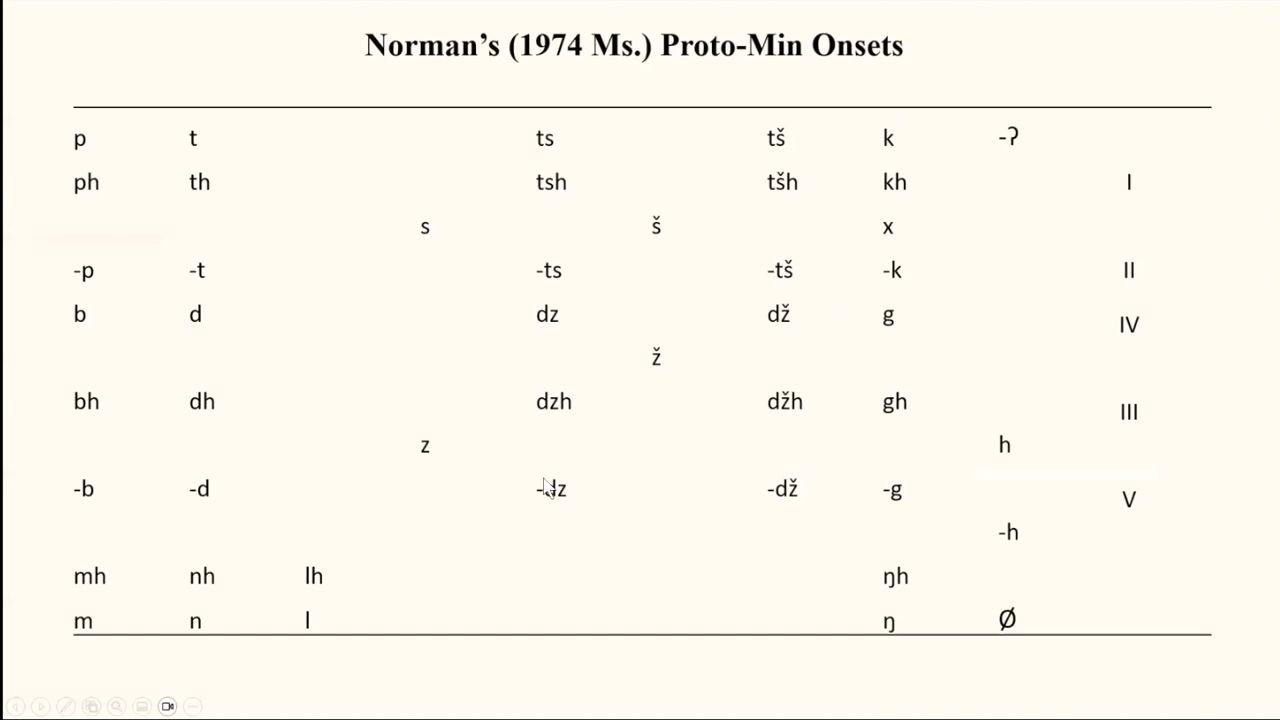 Norman’s (1974 Ms.) Proto-Min Onsets
p t ts tš k -ʔ
ph th tsh tšh kh I
s š x
-p -t -ts -tš -k II
b d dz dž g IV
ž
bh dh dzh džh gh III
z h
-b -d -dz -dž -g V
-h
mh nh lh ŋh
m n l ŋ Ø